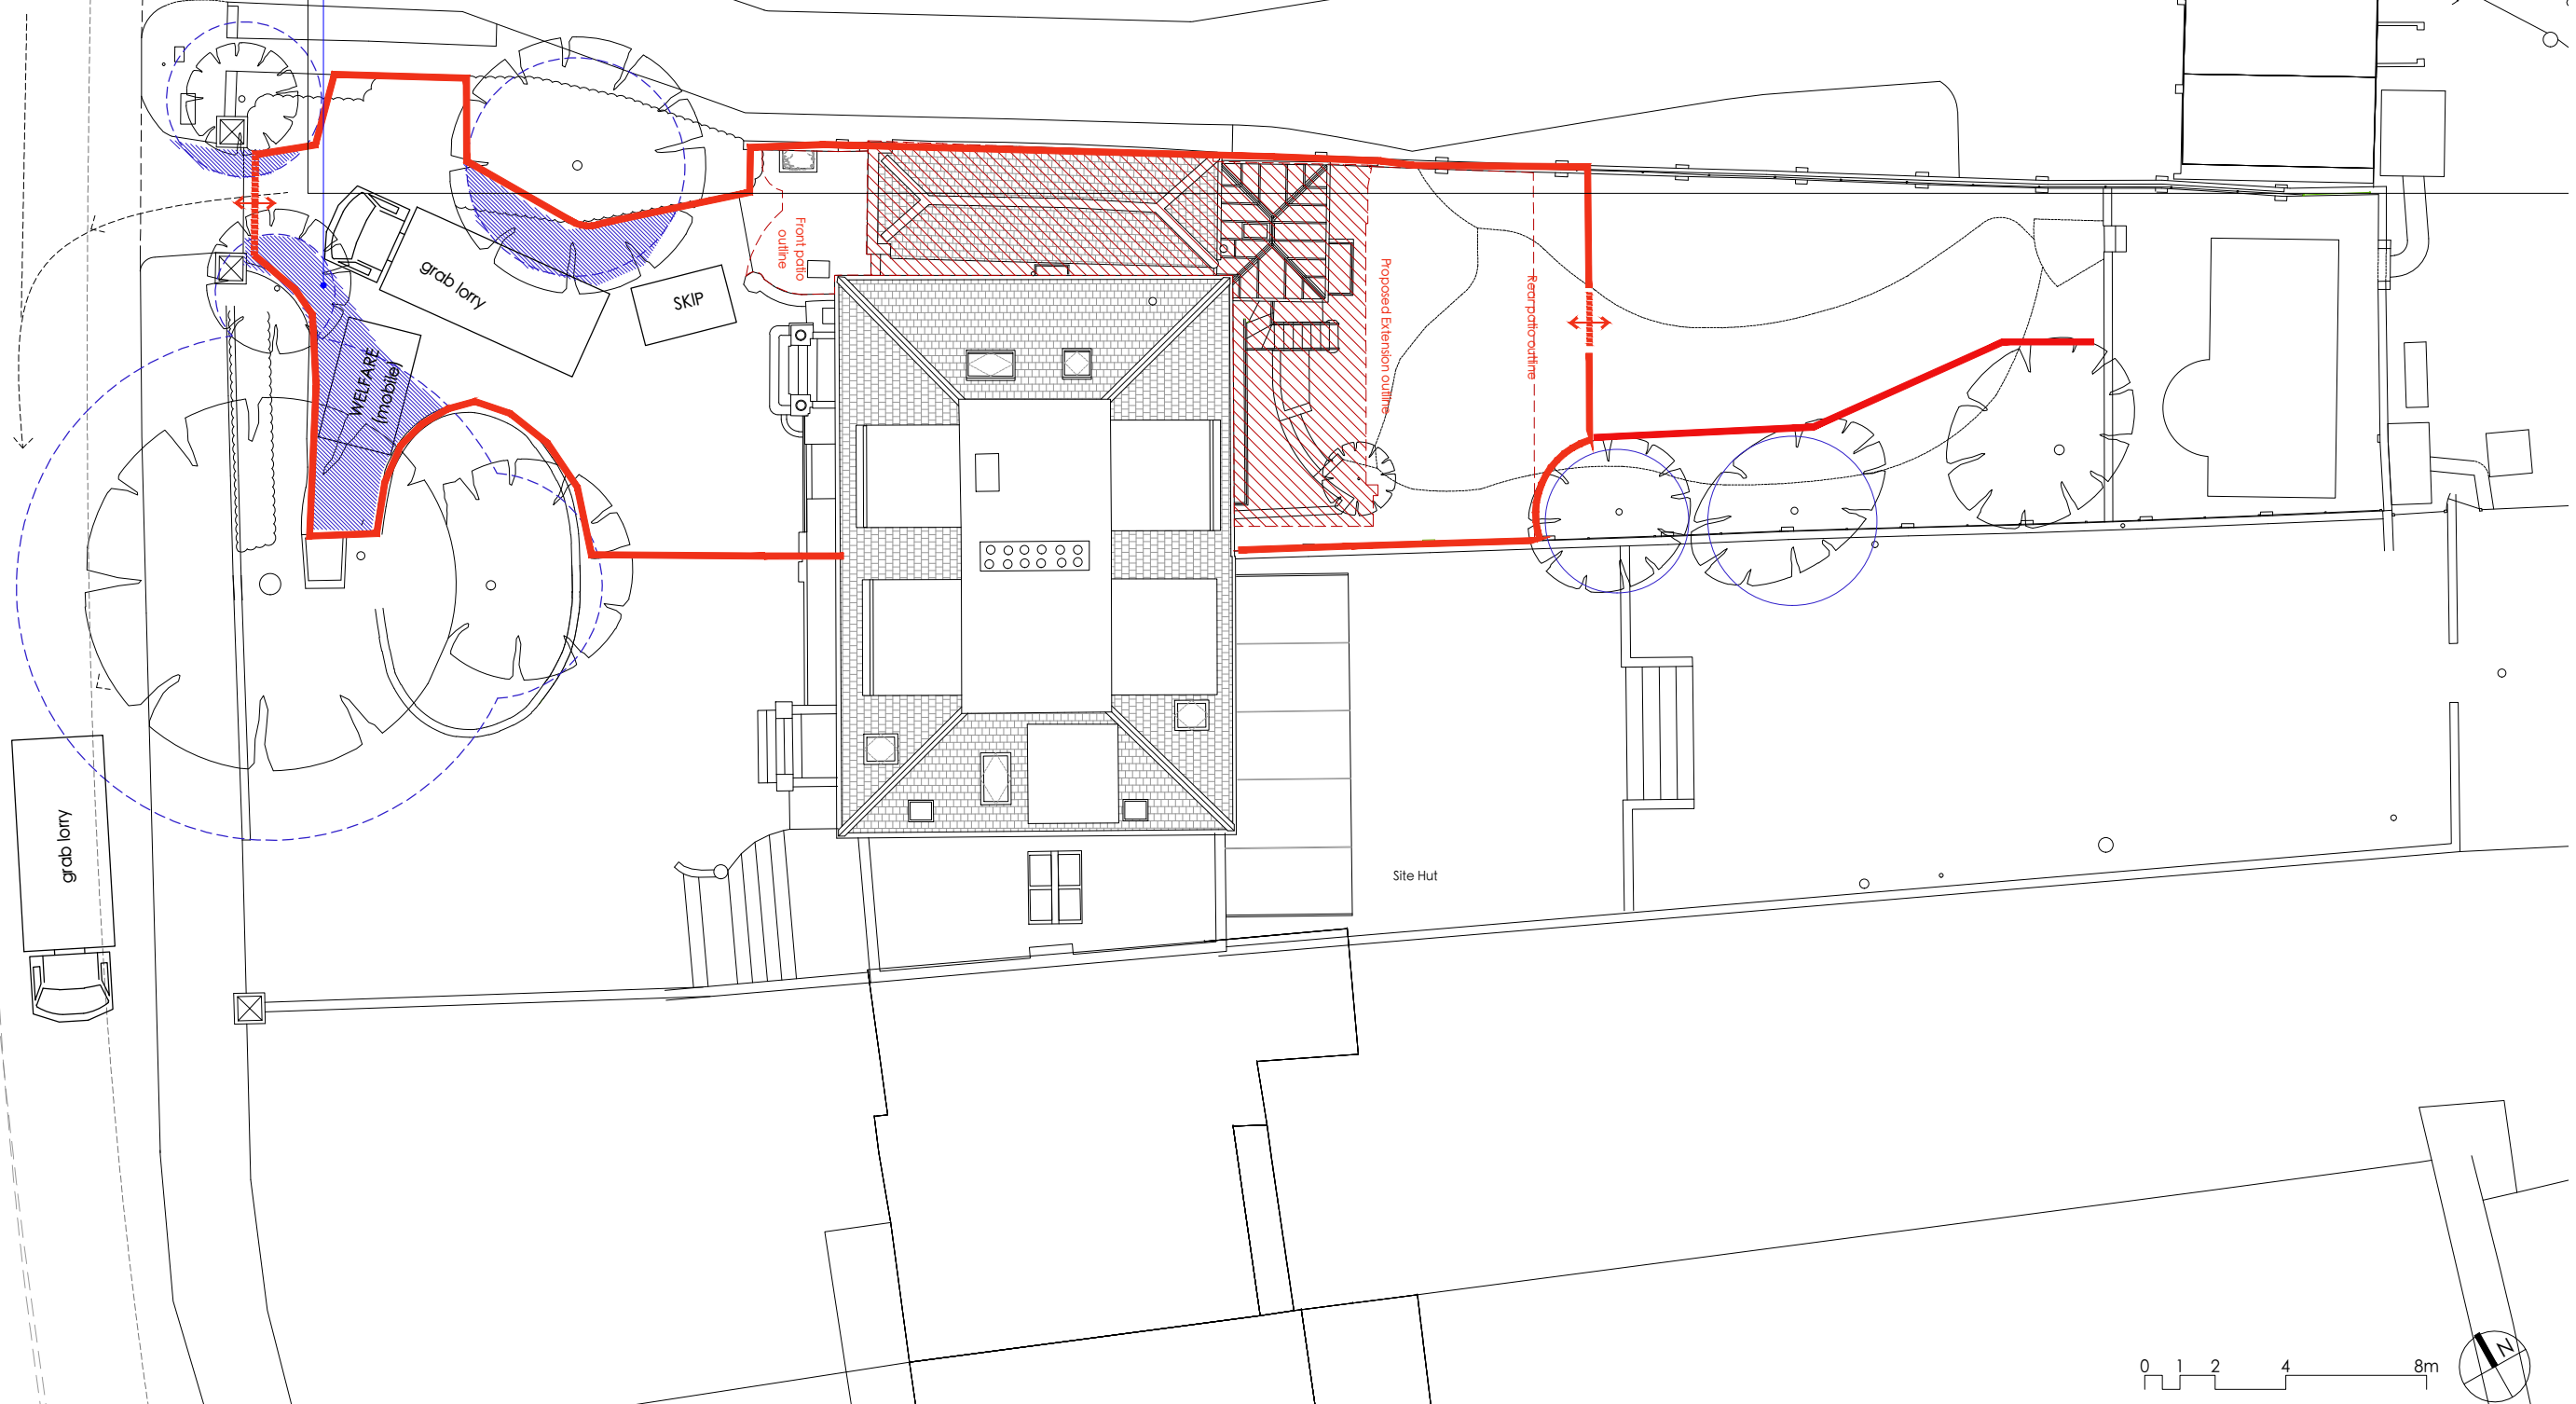 Front patio
outline
grab lorry
SKIP
WELFARE
(mobile)
Proposed Extension outline
Rear patio outline
grab lorry
Site Hut
0 1 2 4 8m
N